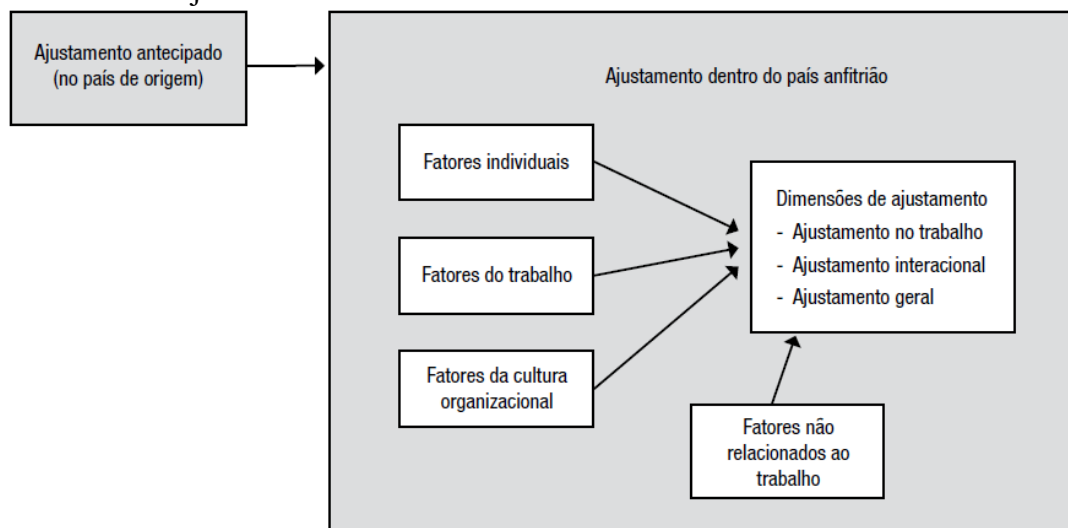 Ajustamento antecipado
(no país de origem)
Ajustamento dentro do país anfitrião
Fatores individuais
Fatores do trabalho
Fatores da cultura
organizacional
Dimensões de ajustamento
- Ajustamento no trabalho
- Ajustamento interacional
- Ajustamento geral
Fatores não
relacionados ao
trabalho